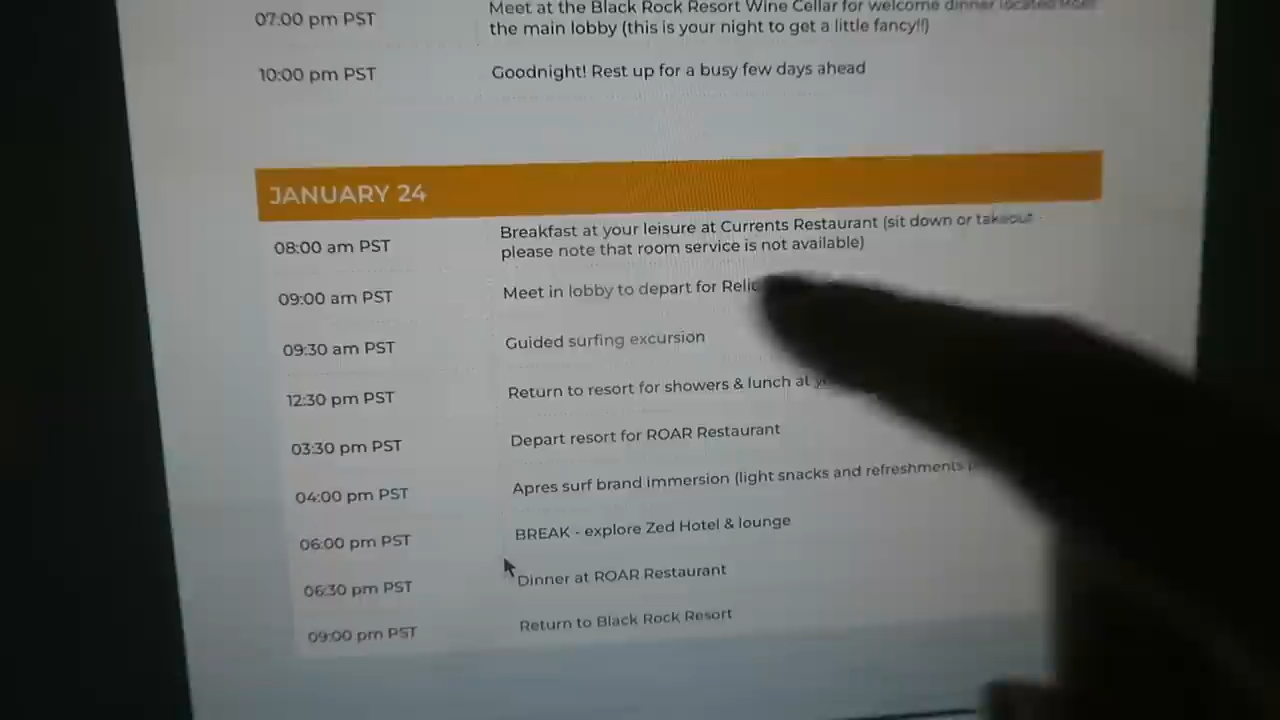 07:00 pm PST
Meet at the Black Rock Resort Wine Cellar for welcome dinner located
the main lobby (this is your night to get a little fancy!!)
10:00 pm PST
Goodnight! Rest up for a busy few days ahead
JANUARY 24
08:00 am PST
Breakfast at your leisure at Currents Restaurant (sit down or takeout -
please note that room service is not available)
09:00 am PST
Meet in lobby to depart for
09:30 am PST
Guided surfing excursion
12:30 pm PST
Return to resort for showers & lunch at
03:30 pm PST
Depart resort for ROAR Restaurant
04:00 pm PST
Apres surf brand immersion (light snacks and refreshments
06:00 pm PST
BREAK - explore Zed Hotel & lounge
06:30 pm PST
Dinner at ROAR Restaurant
09:00 pm PST
Return to Black Rock Resort